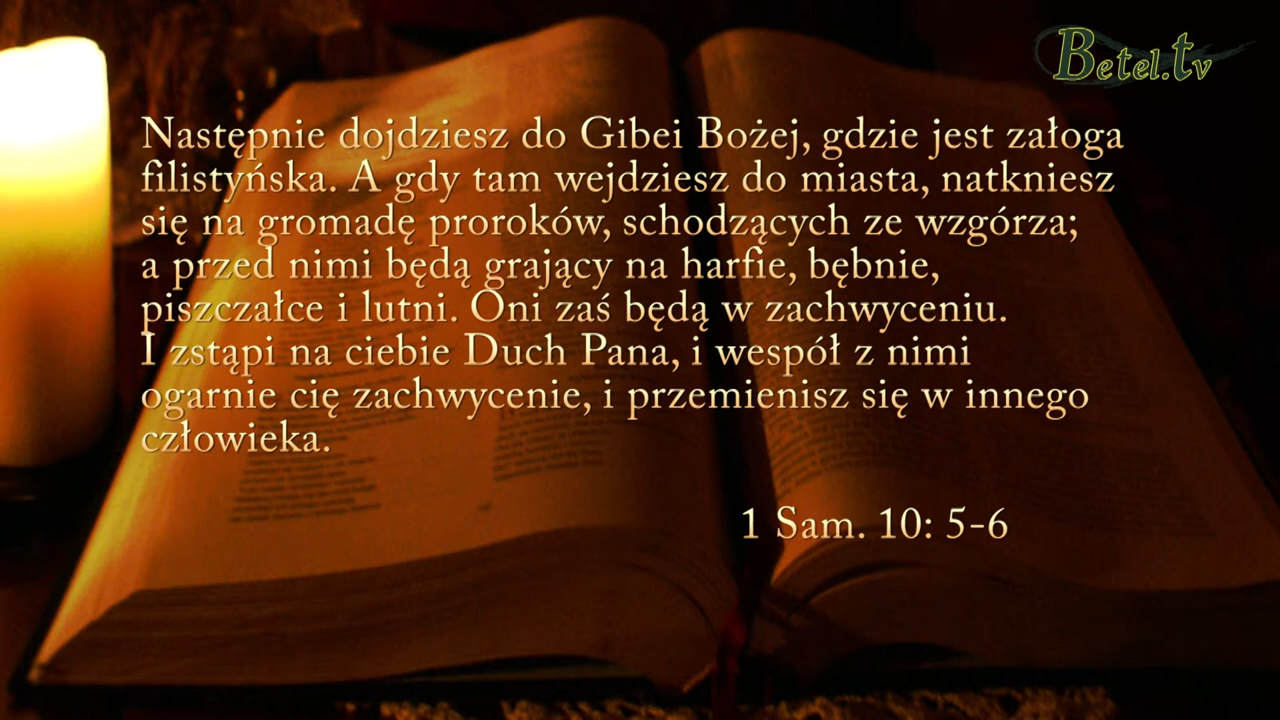 Betel.tv
Następnie dojdziesz do Gibei Bożej, gdzie jest załoga
filistyńska. A gdy tam wejdziesz do miasta, natkniesz
się na gromadę proroków, schodzących ze wzgórza;
a przed nimi będą grający na harfie, bębnie,
piszczałce i lutni. Oni zaś będą w zachwyceniu.
I zstąpi na ciebie Duch Pana, i wespół z nimi
ogarnie cię zachwycenie, i przemienisz się w innego
człowieka.
1 Sam. 10: 5-6